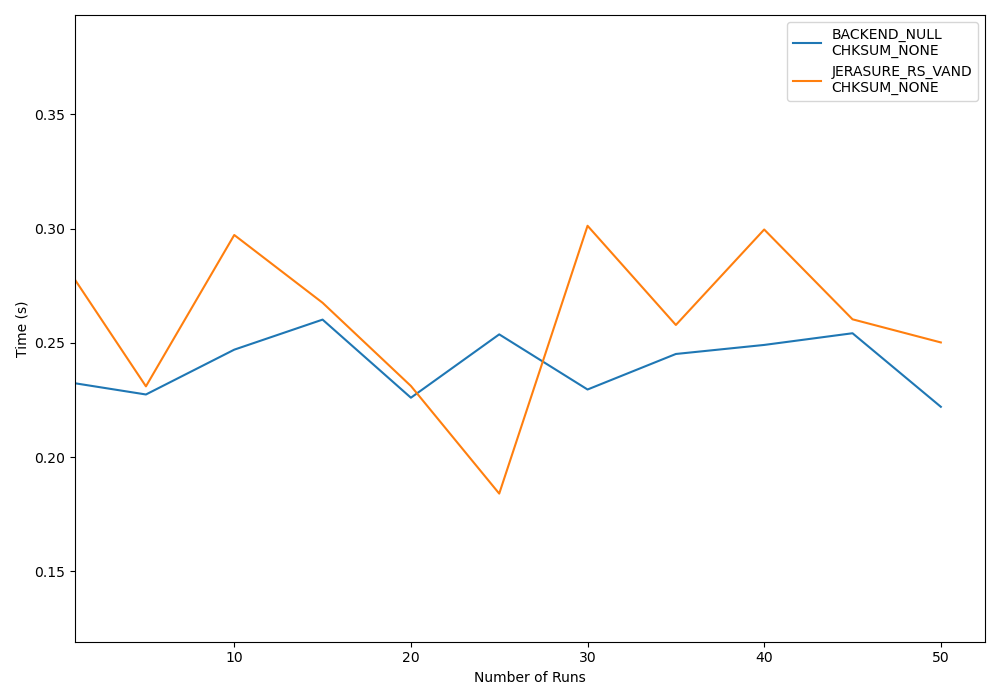 BACKEND_NULL
CHKSUM_NONE
JERASURE_RS_VAND
CHKSUM_NONE
0.35
0.30
0.25
0.20
0.15
Time (s)
10 20 30 40 50
Number of Runs